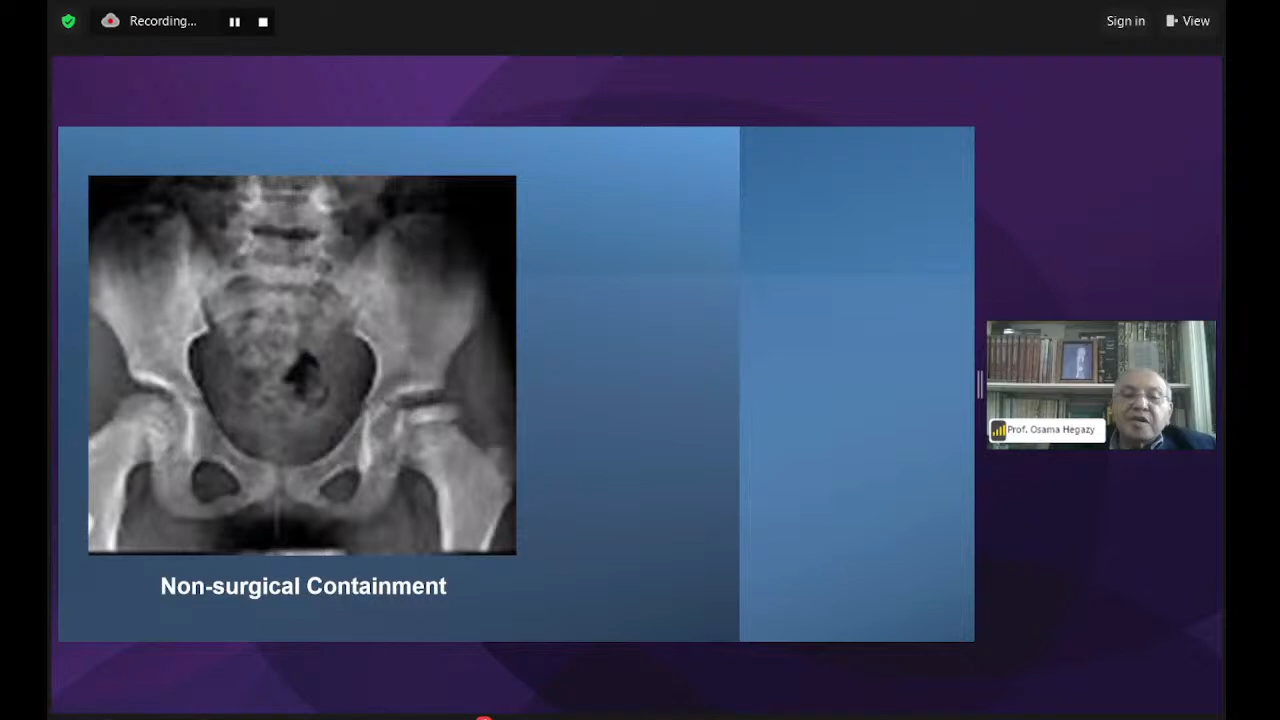 Recording...
Sign in
View
Prof. Osama Hegazy
Non-surgical Containment